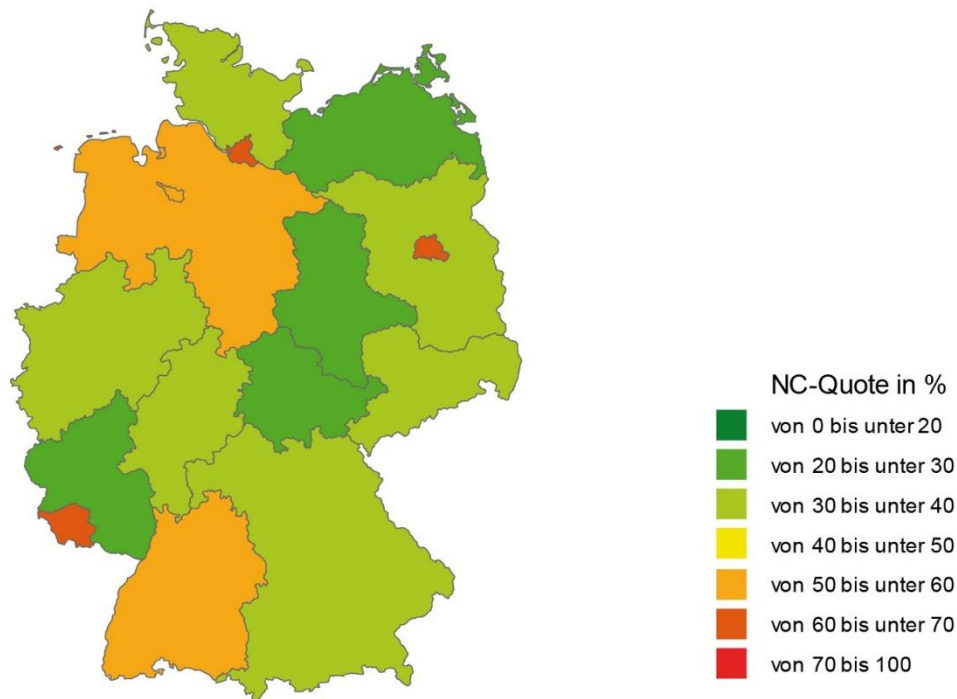 NC-Quote in %
von 0 bis unter 20
von 20 bis unter 30
von 30 bis unter 40
von 40 bis unter 50
von 50 bis unter 60
von 60 bis unter 70
von 70 bis 100